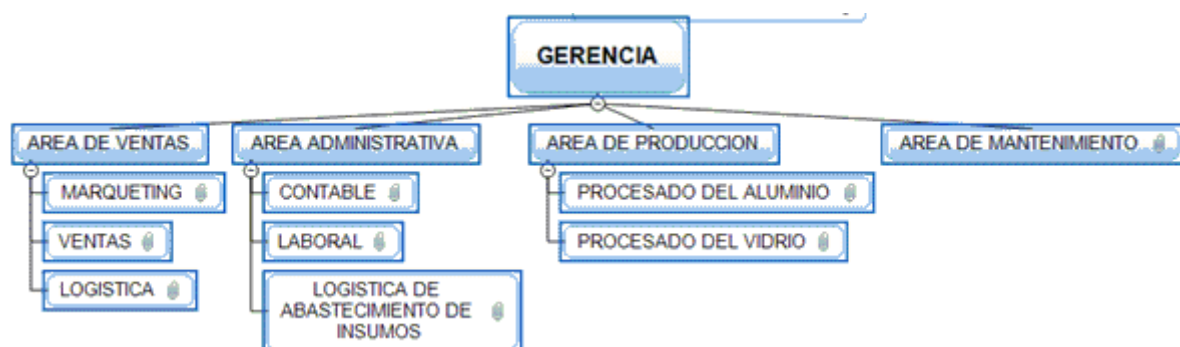 GERENCIA
AREA DE VENTAS
AREA ADMINISTRATIVA
AREA DE PRODUCCION
AREA DE MANTENIMIENTO
MARQUETING
CONTABLE
PROCESADO DEL ALUMINIO
VENTAS
LABORAL
PROCESADO DEL VIDRIO
LOGISTICA
LOGISTICA DE
ABASTECIMIENTO DE
INSUMOS